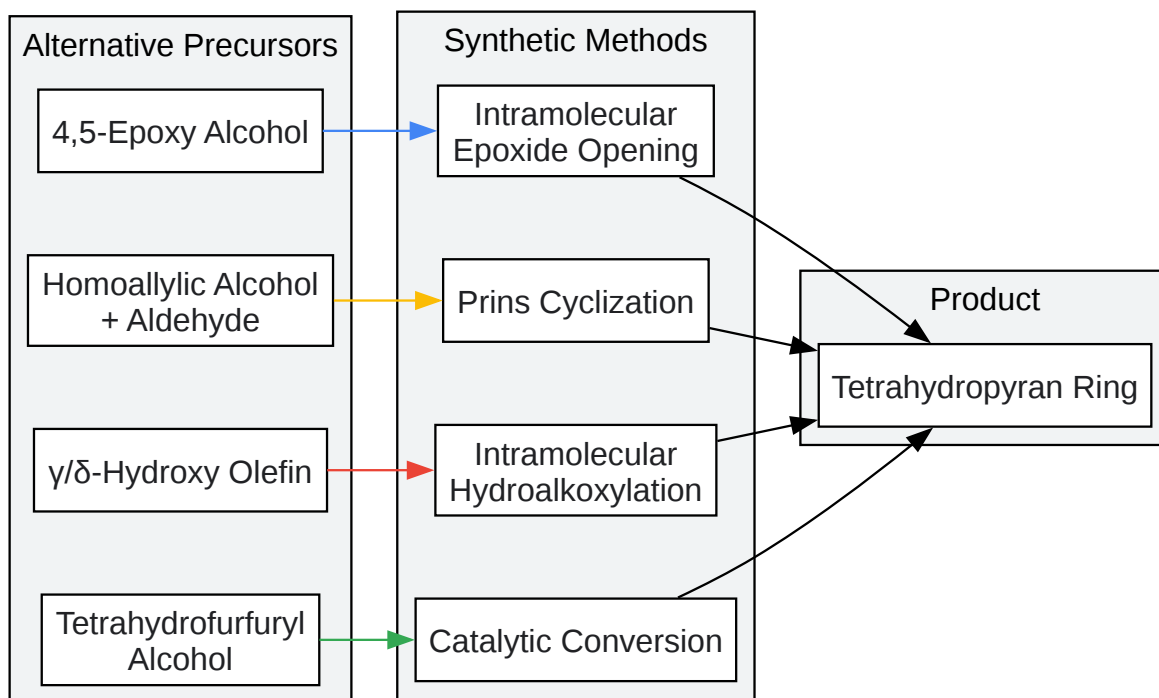 Alternative Precursors
4,5-Epoxy Alcohol
Homoallylic Alcohol
+ Aldehyde
γ/δ-Hydroxy Olefin
Tetrahydrofurfuryl
Alcohol
Synthetic Methods
Intramolecular
Epoxide Opening
Prins Cyclization
Intramolecular
Hydroalkoxylation
Catalytic Conversion
Product
Tetrahydropyran Ring